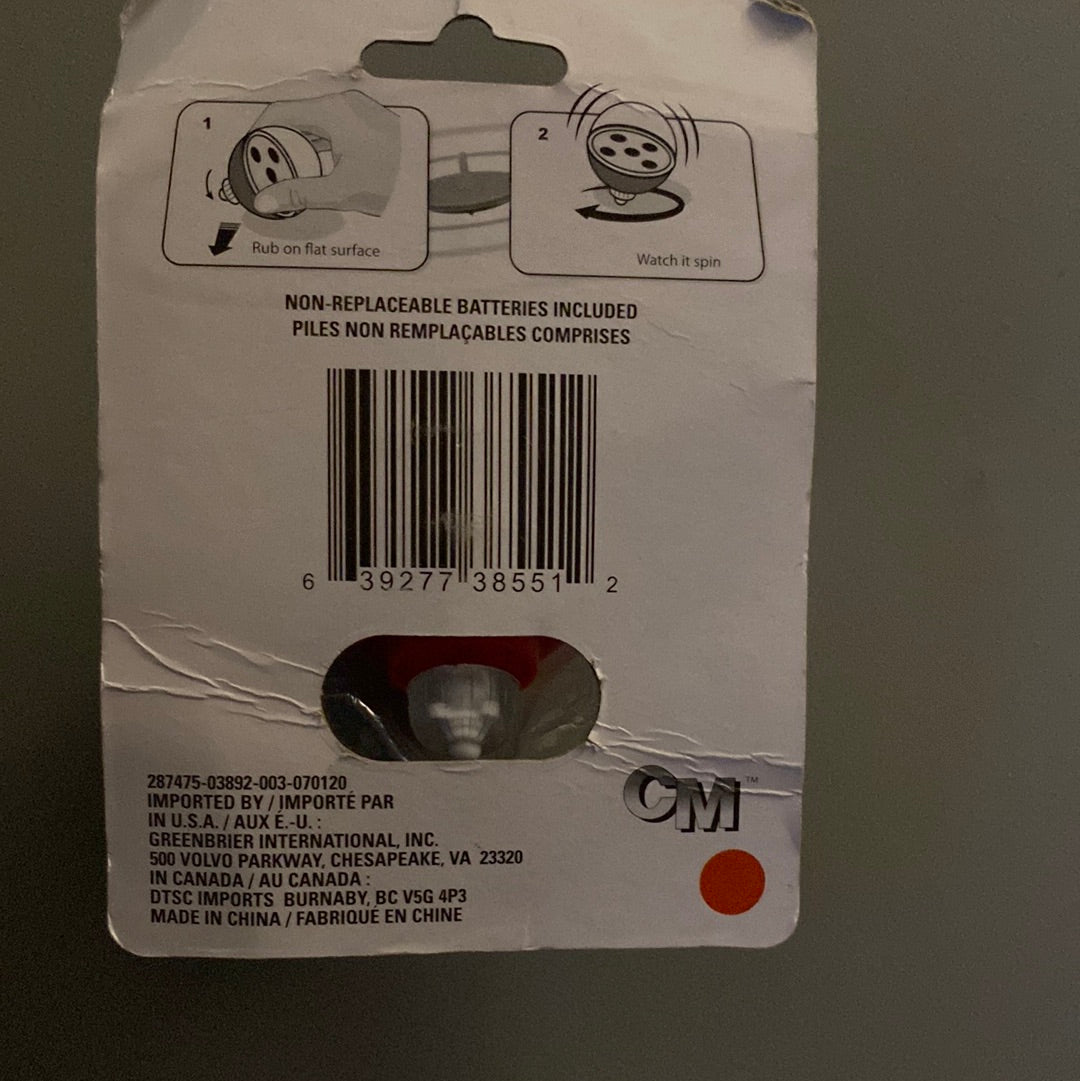 1
Rub on flat surface
2
Watch it spin
NON-REPLACEABLE BATTERIES INCLUDED
PILES NON REMPLAÇABLES COMPRISES
6 39277 38551 2
287475-03892-003-070120
IMPORTED BY / IMPORTÉ PAR
IN U.S.A. / AUX É.-U. :
GREENBRIER INTERNATIONAL, INC.
500 VOLVO PARKWAY, CHESAPEAKE, VA 23320
IN CANADA / AU CANADA :
DTSC IMPORTS BURNABY, BC V5G 4P3
MADE IN CHINA / FABRIQUÉ EN CHINE
CM™